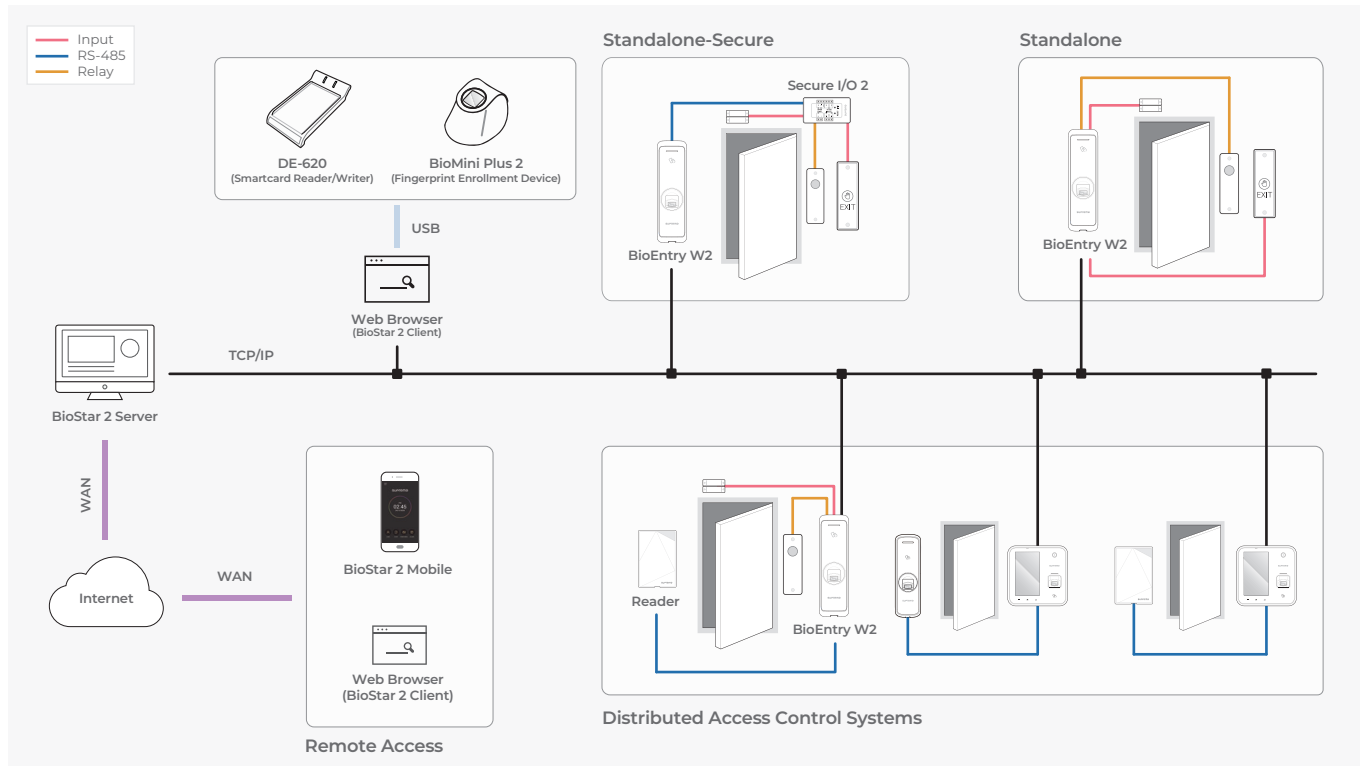 Input
RS-485
Relay
DE-620
(Smartcard Reader/Writer)
BioMini Plus 2
(Fingerprint Enrollment Device)
USB
Web Browser
(BioStar 2 Client)
Standalone-Secure
Secure I/O 2
EXIT
BioEntry W2
Standalone
EXIT
BioEntry W2
TCP/IP
BioStar 2 Server
WAN
Internet
WAN
02:45
BioStar 2 Mobile
Web Browser
(BioStar 2 Client)
Remote Access
Reader
BioEntry W2
Distributed Access Control Systems